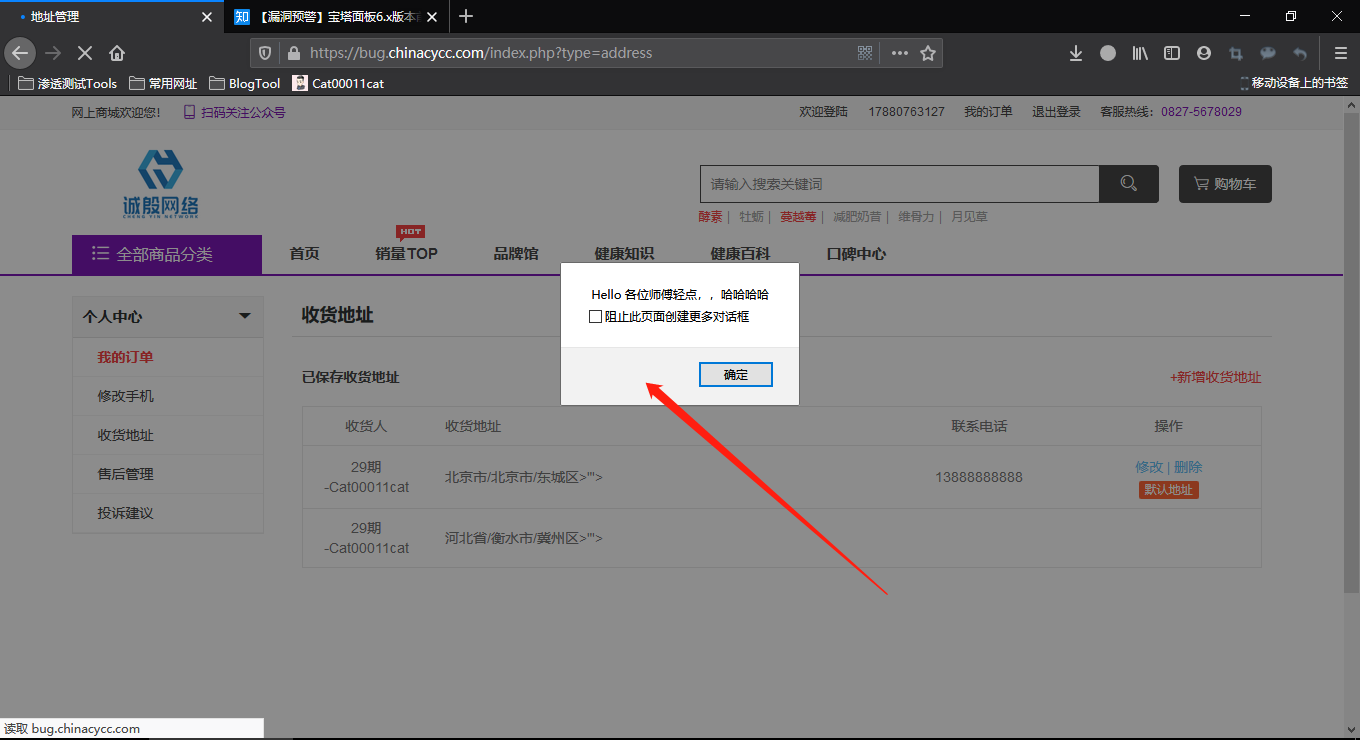 地址管理
知 【漏洞预警】宝塔面板6.x版本
https://bug.chinacycc.com/index.php?type=address
渗透测试Tools 常用网址 BlogTool Cat00011cat 移动设备上的书签
网上商城欢迎您! 扫码关注公众号 欢迎登陆 17880763127 我的订单 退出登录 客服热线: 0827-5678029
诚殷网络
CHENG YIN NETWORK
请输入搜索关键词 购物车
酵素 | 牡蛎 | 蔓越莓 | 减肥奶昔 | 维骨力 | 月见草
HOT
全部商品分类 首页 销量TOP 品牌馆 健康知识 健康百科 口碑中心
Hello 各位师傅轻点，，哈哈哈哈
阻止此页面创建更多对话框
确定
个人中心
我的订单
修改手机
收货地址
售后管理
投诉建议
收货地址
已保存收货地址 +新增收货地址
收货人 收货地址 联系电话 操作
29期
-Cat00011cat
北京市/北京市/东城区>'"> 13888888888 修改 | 删除
默认地址
29期
-Cat00011cat
河北省/衡水市/冀州区>'">
读取 bug.chinacycc.com